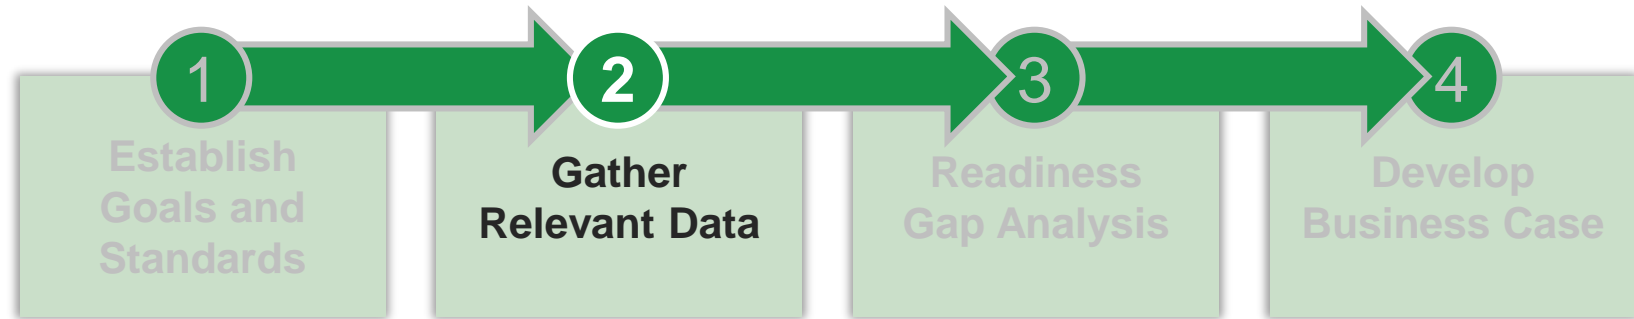 1
Establish
Goals and
Standards
2
Gather
Relevant Data
3
Readiness
Gap Analysis
4
Develop
Business Case